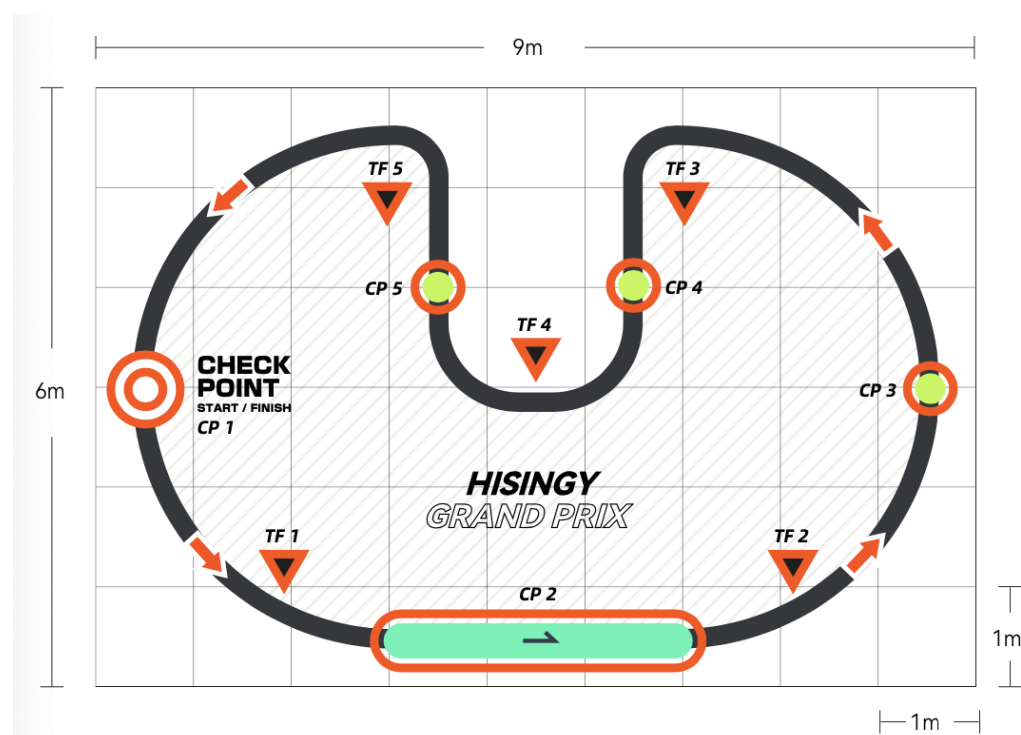 9m
TF 5
TF 3
CP 5
CP 4
TF 4
6m
CHECK
POINT
START / FINISH
CP 1
CP 3
HISINGY
GRAND PRIX
TF 1
TF 2
CP 2
1m
1m